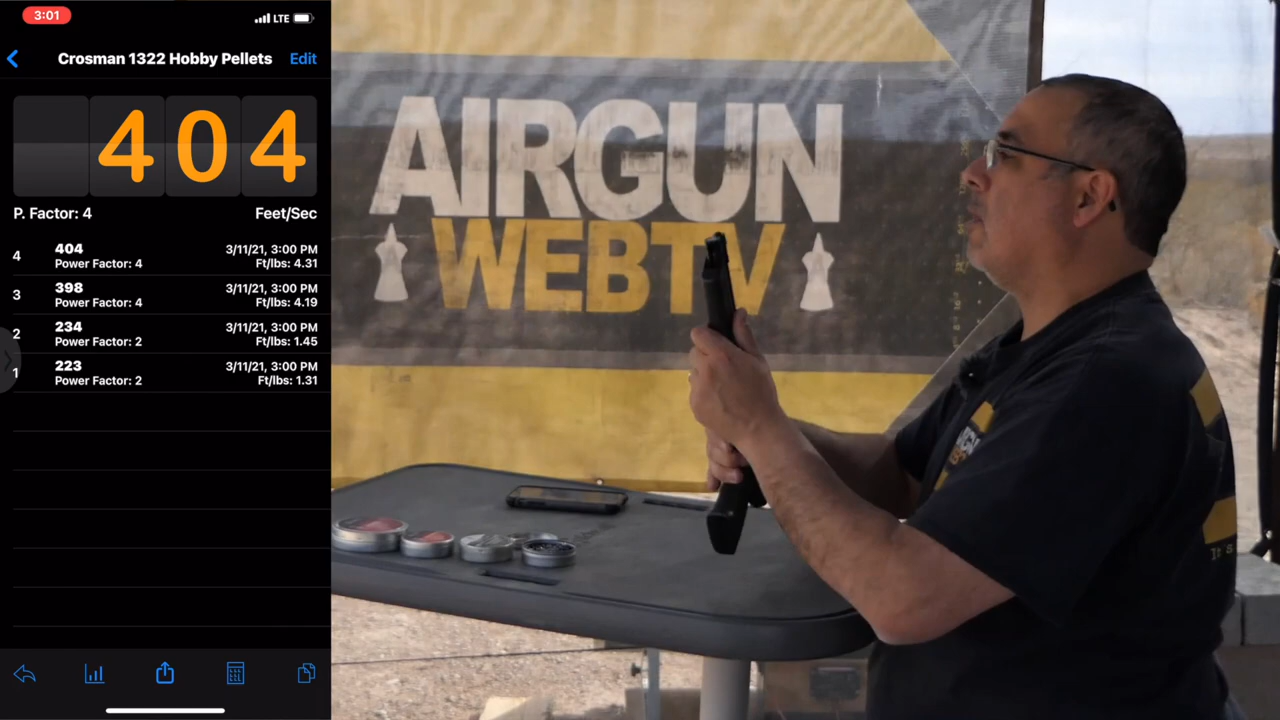 3:01
LTE
Crosman 1322 Hobby Pellets
Edit
404
P. Factor: 4
Feet/Sec
4
404
3/11/21, 3:00 PM
Power Factor: 4
Ft/lbs: 4.31
3
398
3/11/21, 3:00 PM
Power Factor: 4
Ft/lbs: 4.19
2
234
3/11/21, 3:00 PM
Power Factor: 2
Ft/lbs: 1.45
1
223
3/11/21, 3:00 PM
Power Factor: 2
Ft/lbs: 1.31
AIRGUN
WEBTV
It's